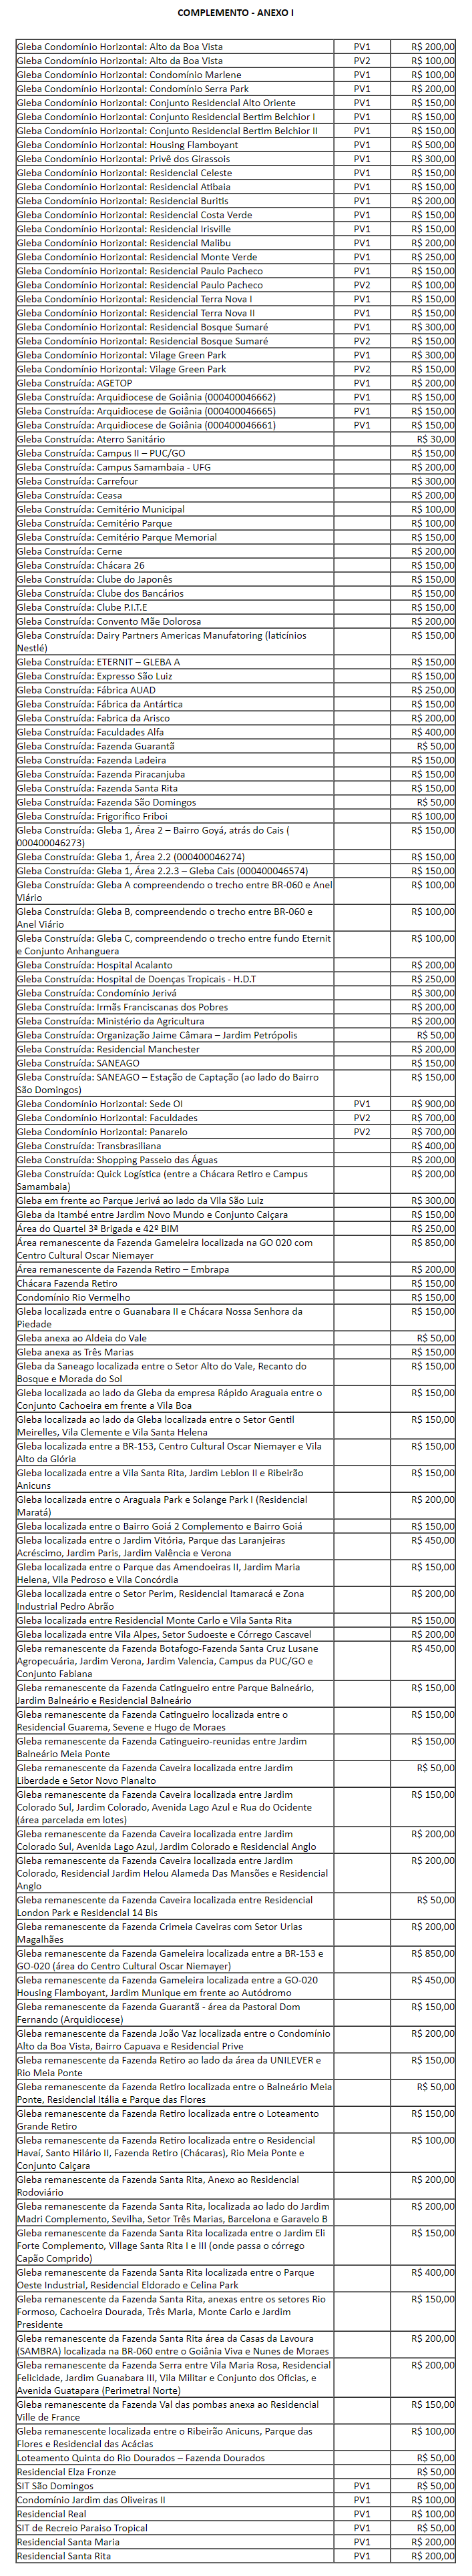 COMPLEMENTO - ANEXO I
Gleba Condomínio Horizontal: Alto da Boa Vista PV1 R$ 200,00
Gleba Condomínio Horizontal: Alto da Boa Vista PV2 R$ 100,00
Gleba Condomínio Horizontal: Condomínio Marlene PV1 R$ 100,00
Gleba Condomínio Horizontal: Condomínio Serra Park PV1 R$ 200,00
Gleba Condomínio Horizontal: Conjunto Residencial Alto Oriente PV1 R$ 150,00
Gleba Condomínio Horizontal: Conjunto Residencial Bertim Belchior I PV1 R$ 150,00
Gleba Condomínio Horizontal: Conjunto Residencial Bertim Belchior II PV1 R$ 150,00
Gleba Condomínio Horizontal: Housing Flamboyant PV1 R$ 500,00
Gleba Condomínio Horizontal: Privê dos Girassois PV1 R$ 300,00
Gleba Condomínio Horizontal: Residencial Celeste PV1 R$ 150,00
Gleba Condomínio Horizontal: Residencial Atibaia PV1 R$ 150,00
Gleba Condomínio Horizontal: Residencial Buritis PV1 R$ 200,00
Gleba Condomínio Horizontal: Residencial Costa Verde PV1 R$ 150,00
Gleba Condomínio Horizontal: Residencial Irisville PV1 R$ 150,00
Gleba Condomínio Horizontal: Residencial Malibu PV1 R$ 200,00
Gleba Condomínio Horizontal: Residencial Monte Verde PV1 R$ 250,00
Gleba Condomínio Horizontal: Residencial Paulo Pacheco PV1 R$ 150,00
Gleba Condomínio Horizontal: Residencial Paulo Pacheco PV2 R$ 100,00
Gleba Condomínio Horizontal: Residencial Terra Nova I PV1 R$ 150,00
Gleba Condomínio Horizontal: Residencial Terra Nova II PV1 R$ 150,00
Gleba Condomínio Horizontal: Residencial Bosque Sumaré PV1 R$ 300,00
Gleba Condomínio Horizontal: Residencial Bosque Sumaré PV2 R$ 150,00
Gleba Condomínio Horizontal: Vilage Green Park PV1 R$ 300,00
Gleba Condomínio Horizontal: Vilage Green Park PV2 R$ 150,00
Gleba Construída: AGETOP PV1 R$ 200,00
Gleba Construída: Arquidiocese de Goiânia (000400046662) PV1 R$ 150,00
Gleba Construída: Arquidiocese de Goiânia (000400046665) PV1 R$ 150,00
Gleba Construída: Arquidiocese de Goiânia (000400046661) PV1 R$ 150,00
Gleba Construída: Aterro Sanitário R$ 30,00
Gleba Construída: Campus II – PUC/GO R$ 150,00
Gleba Construída: Campus Samambaia - UFG R$ 200,00
Gleba Construída: Carrefour R$ 300,00
Gleba Construída: Ceasa R$ 200,00
Gleba Construída: Cemitério Municipal R$ 100,00
Gleba Construída: Cemitério Parque R$ 100,00
Gleba Construída: Cemitério Parque Memorial R$ 150,00
Gleba Construída: Cerne R$ 200,00
Gleba Construída: Chácara 26 R$ 150,00
Gleba Construída: Clube do Japonês R$ 150,00
Gleba Construída: Clube dos Bancários R$ 150,00
Gleba Construída: Clube P.I.T.E R$ 150,00
Gleba Construída: Convento Mãe Dolorosa R$ 200,00
Gleba Construída: Dairy Partners Americas Manufatoring (laticínios R$ 150,00
Nestlé)
Gleba Construída: ETERNIT – GLEBA A R$ 150,00
Gleba Construída: Expresso São Luiz R$ 150,00
Gleba Construída: Fábrica AUAD R$ 250,00
Gleba Construída: Fábrica da Antártica R$ 150,00
Gleba Construída: Fabrica da Arisco R$ 200,00
Gleba Construída: Faculdades Alfa R$ 400,00
Gleba Construída: Fazenda Guarantã R$ 50,00
Gleba Construída: Fazenda Ladeira R$ 150,00
Gleba Construída: Fazenda Piracanjuba R$ 150,00
Gleba Construída: Fazenda Santa Rita R$ 150,00
Gleba Construída: Fazenda São Domingos R$ 50,00
Gleba Construída: Frigorifico Friboi R$ 100,00
Gleba Construída: Gleba 1, Área 2 – Bairro Goyá, atrás do Cais ( R$ 150,00
000400046273)
Gleba Construída: Gleba 1, Área 2.2 (000400046274) R$ 150,00
Gleba Construída: Gleba 1, Área 2.2.3 – Gleba Cais (000400046574) R$ 150,00
Gleba Construída: Gleba A compreendendo o trecho entre BR-060 e Anel R$ 100,00
Viário
Gleba Construída: Gleba B, compreendendo o trecho entre BR-060 e R$ 100,00
Anel Viário
Gleba Construída: Gleba C, compreendendo o trecho entre fundo Eternit R$ 100,00
e Conjunto Anhanguera
Gleba Construída: Hospital Acalanto R$ 200,00
Gleba Construída: Hospital de Doenças Tropicais - H.D.T R$ 250,00
Gleba Construída: Condomínio Jerivá R$ 300,00
Gleba Construída: Irmãs Franciscanas dos Pobres R$ 200,00
Gleba Construída: Ministério da Agricultura R$ 200,00
Gleba Construída: Organização Jaime Câmara – Jardim Petrópolis R$ 50,00
Gleba Construída: Residencial Manchester R$ 200,00
Gleba Construída: SANEAGO R$ 150,00
Gleba Construída: SANEAGO – Estação de Captação (ao lado do Bairro R$ 150,00
São Domingos)
Gleba Condomínio Horizontal: Sede OI PV1 R$ 900,00
Gleba Condomínio Horizontal: Faculdades PV2 R$ 700,00
Gleba Condomínio Horizontal: Panarelo PV2 R$ 700,00
Gleba Construída: Transbrasiliana R$ 400,00
Gleba Construída: Shopping Passeio das Águas R$ 200,00
Gleba Construída: Quick Logística (entre a Chácara Retiro e Campus R$ 200,00
Samambaia)
Gleba em frente ao Parque Jerivá ao lado da Vila São Luiz R$ 300,00
Gleba da Itambé entre Jardim Novo Mundo e Conjunto Caiçara R$ 150,00
Área do Quartel 3ª Brigada e 42º BIM R$ 250,00
Área remanescente da Fazenda Gameleira localizada na GO 020 com R$ 850,00
Centro Cultural Oscar Niemayer
Área remanescente da Fazenda Retiro – Embrapa R$ 200,00
Chácara Fazenda Retiro R$ 150,00
Condomínio Rio Vermelho R$ 150,00
Gleba localizada entre o Guanabara II e Chácara Nossa Senhora da R$ 150,00
Piedade
Gleba anexa ao Aldeia do Vale R$ 50,00
Gleba anexa as Três Marias R$ 150,00
Gleba da Saneago localizada entre o Setor Alto do Vale, Recanto do R$ 150,00
Bosque e Morada do Sol
Gleba localizada ao lado da Gleba da empresa Rápido Araguaia entre o R$ 150,00
Conjunto Cachoeira em frente a Vila Boa
Gleba localizada ao lado da Gleba localizada entre o Setor Gentil R$ 150,00
Meirelles, Vila Clemente e Vila Santa Helena
Gleba localizada entre a BR-153, Centro Cultural Oscar Niemayer e Vila R$ 150,00
Alto da Glória
Gleba localizada entre a Vila Santa Rita, Jardim Leblon II e Ribeirão R$ 150,00
Anicuns
Gleba localizada entre o Araguaia Park e Solange Park I (Residencial R$ 200,00
Maratá)
Gleba localizada entre o Bairro Goiá 2 Complemento e Bairro Goiá R$ 150,00
Gleba localizada entre o Jardim Vitória, Parque das Laranjeiras R$ 450,00
Acréscimo, Jardim Paris, Jardim Valência e Verona
Gleba localizada entre o Parque das Amendoeiras II, Jardim Maria R$ 150,00
Helena, Vila Pedroso e Vila Concórdia
Gleba localizada entre o Setor Perim, Residencial Itamaracá e Zona R$ 200,00
Industrial Pedro Abrão
Gleba localizada entre Residencial Monte Carlo e Vila Santa Rita R$ 150,00
Gleba localizada entre Vila Alpes, Setor Sudoeste e Córrego Cascavel R$ 200,00
Gleba remanescente da Fazenda Botafogo-Fazenda Santa Cruz Lusane R$ 450,00
Agropecuária, Jardim Verona, Jardim Valencia, Campus da PUC/GO e
Conjunto Fabiana
Gleba remanescente da Fazenda Catingueiro entre Parque Balneário, R$ 150,00
Jardim Balneário e Residencial Balneário
Gleba remanescente da Fazenda Catingueiro localizada entre o R$ 150,00
Residencial Guarema, Sevene e Hugo de Moraes
Gleba remanescente da Fazenda Catingueiro-reunidas entre Jardim R$ 150,00
Balneário Meia Ponte
Gleba remanescente da Fazenda Caveira localizada entre Jardim R$ 50,00
Liberdade e Setor Novo Planalto
Gleba remanescente da Fazenda Caveira localizada entre Jardim R$ 150,00
Colorado Sul, Jardim Colorado, Avenida Lago Azul e Rua do Ocidente
(área parcelada em lotes)
Gleba remanescente da Fazenda Caveira localizada entre Jardim R$ 200,00
Colorado Sul, Avenida Lago Azul, Jardim Colorado e Residencial Anglo
Gleba remanescente da Fazenda Caveira localizada entre Jardim R$ 200,00
Colorado, Residencial Jardim Helou Alameda Das Mansões e Residencial
Anglo
Gleba remanescente da Fazenda Caveira localizada entre Residencial R$ 50,00
London Park e Residencial 14 Bis
Gleba remanescente da Fazenda Crimeia Caveiras com Setor Urias R$ 200,00
Magalhães
Gleba remanescente da Fazenda Gameleira localizada entre a BR-153 e R$ 850,00
GO-020 (área do Centro Cultural Oscar Niemayer)
Gleba remanescente da Fazenda Gameleira localizada entre a GO-020 R$ 450,00
Housing Flamboyant, Jardim Munique em frente ao Autódromo
Gleba remanescente da Fazenda Guarantã - área da Pastoral Dom R$ 150,00
Fernando (Arquidiocese)
Gleba remanescente da Fazenda João Vaz localizada entre o Condomínio R$ 200,00
Alto da Boa Vista, Bairro Capuava e Residencial Prive
Gleba remanescente da Fazenda Retiro ao lado da área da UNILEVER e R$ 150,00
Rio Meia Ponte
Gleba remanescente da Fazenda Retiro localizada entre o Balneário Meia R$ 50,00
Ponte, Residencial Itália e Parque das Flores
Gleba remanescente da Fazenda Retiro localizada entre o Loteamento R$ 150,00
Grande Retiro
Gleba remanescente da Fazenda Retiro localizada entre o Residencial R$ 100,00
Havaí, Santo Hilário II, Fazenda Retiro (Chácaras), Rio Meia Ponte e
Conjunto Caiçara
Gleba remanescente da Fazenda Santa Rita, Anexo ao Residencial R$ 200,00
Rodoviário
Gleba remanescente da Fazenda Santa Rita, localizada ao lado do Jardim R$ 200,00
Madri Complemento, Sevilha, Setor Três Marias, Barcelona e Garavelo B
Gleba remanescente da Fazenda Santa Rita localizada entre o Jardim Eli R$ 150,00
Forte Complemento, Village Santa Rita I e III (onde passa o córrego
Capão Comprido)
Gleba remanescente da Fazenda Santa Rita localizada entre o Parque R$ 400,00
Oeste Industrial, Residencial Eldorado e Celina Park
Gleba remanescente da Fazenda Santa Rita, anexas entre os setores Rio R$ 150,00
Formoso, Cachoeira Dourada, Três Maria, Monte Carlo e Jardim
Presidente
Gleba remanescente da Fazenda Santa Rita área da Casas da Lavoura R$ 200,00
(SAMBRA) localizada na BR-060 entre o Goiânia Viva e Nunes de Moraes
Gleba remanescente da Fazenda Serra entre Vila Maria Rosa, Residencial R$ 200,00
Felicidade, Jardim Guanabara III, Vila Militar e Conjunto dos Oficias, e
Avenida Guatapara (Perimetral Norte)
Gleba remanescente da Fazenda Val das pombas anexo ao Residencial R$ 150,00
Ville de France
Gleba remanescente localizada entre o Ribeirão Anicuns, Parque das R$ 100,00
Flores e Residencial das Acácias
Loteamento Quinta do Rio Dourados – Fazenda Dourados R$ 50,00
Residencial Elza Fronze R$ 50,00
SIT São Domingos PV1 R$ 50,00
Condomínio Jardim das Oliveiras II PV1 R$ 100,00
Residencial Real PV1 R$ 100,00
SIT de Recreio Paraiso Tropical PV1 R$ 50,00
Residencial Santa Maria PV1 R$ 200,00
Residencial Santa Rita PV1 R$ 200,00